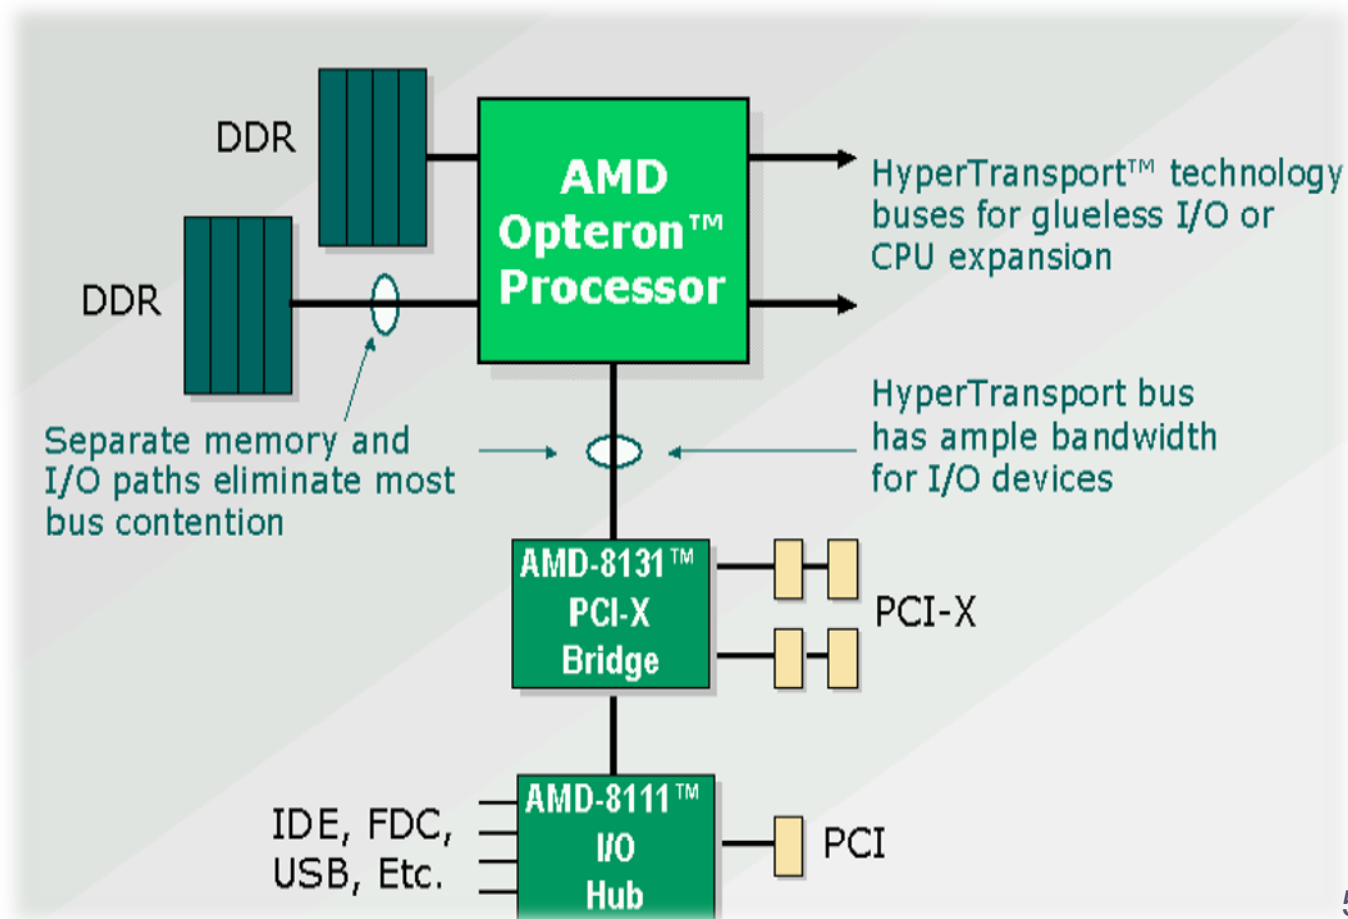 DDR
AMD
Opteron™
Processor
HyperTransport™ technology
buses for glueless I/O or
CPU expansion
DDR
Separate memory and
I/O paths eliminate most
bus contention
HyperTransport bus
has ample bandwidth
for I/O devices
AMD-8131™
PCI-X
Bridge
PCI-X
IDE, FDC,
USB, Etc.
AMD-8111™
I/O
Hub
PCI